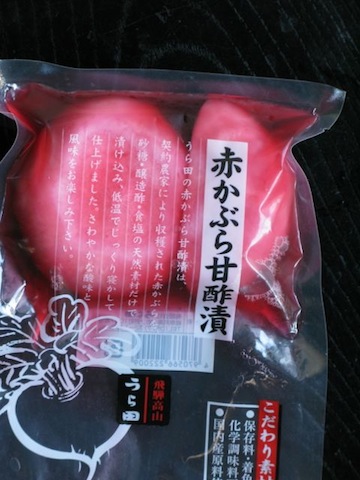 赤かぶら甘酢漬
うら田の赤かぶら甘酢漬は、
契約農家により収穫された赤かぶらを、
砂糖・醸造酢・食塩の天然素材だけで
漬け込み、低温でじっくり寝かして
仕上げました。さわやかな酸味と
風味をお楽しみ下さい。
飛騨高山
うら田
こだわり素材
●保存料・着色
化学調味料
●国内産原料